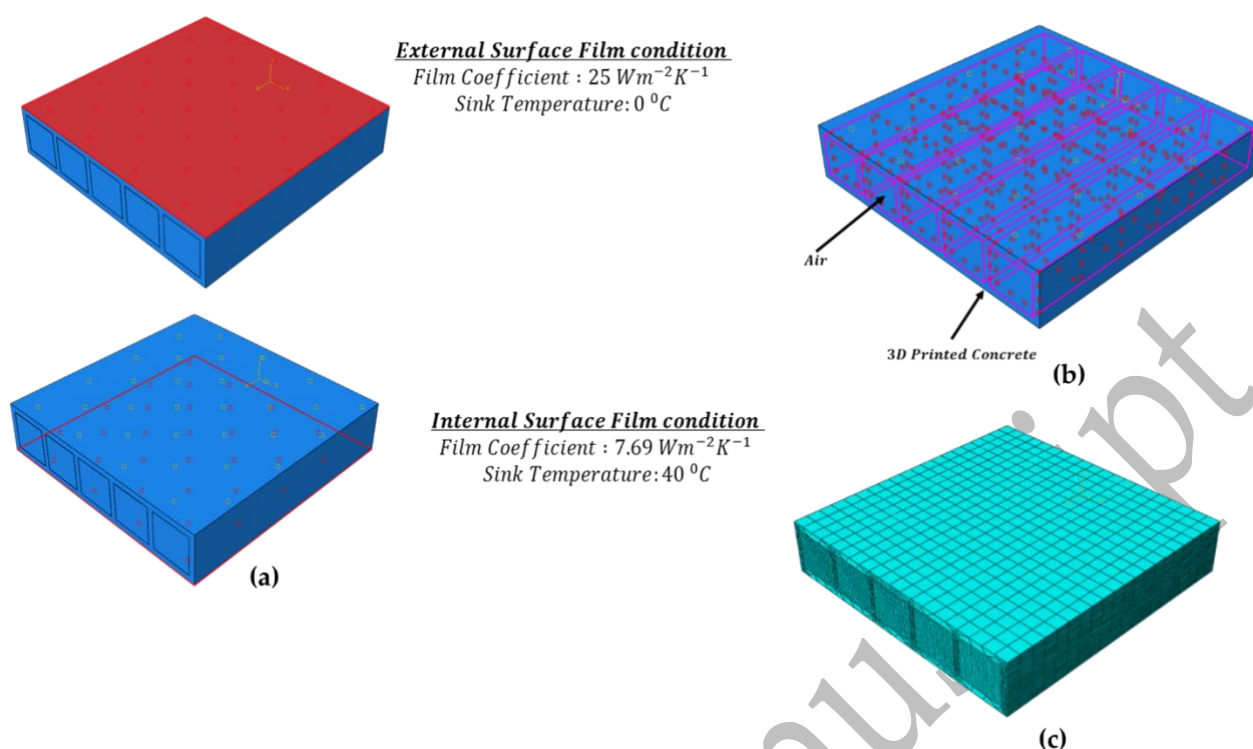 External Surface Film condition
Film Coefficient : 25 Wm⁻²K⁻¹
Sink Temperature: 0 ⁰C
Air
3D Printed Concrete
(b)
Internal Surface Film condition
Film Coefficient : 7.69 Wm⁻²K⁻¹
Sink Temperature: 40 ⁰C
(a)
(c)